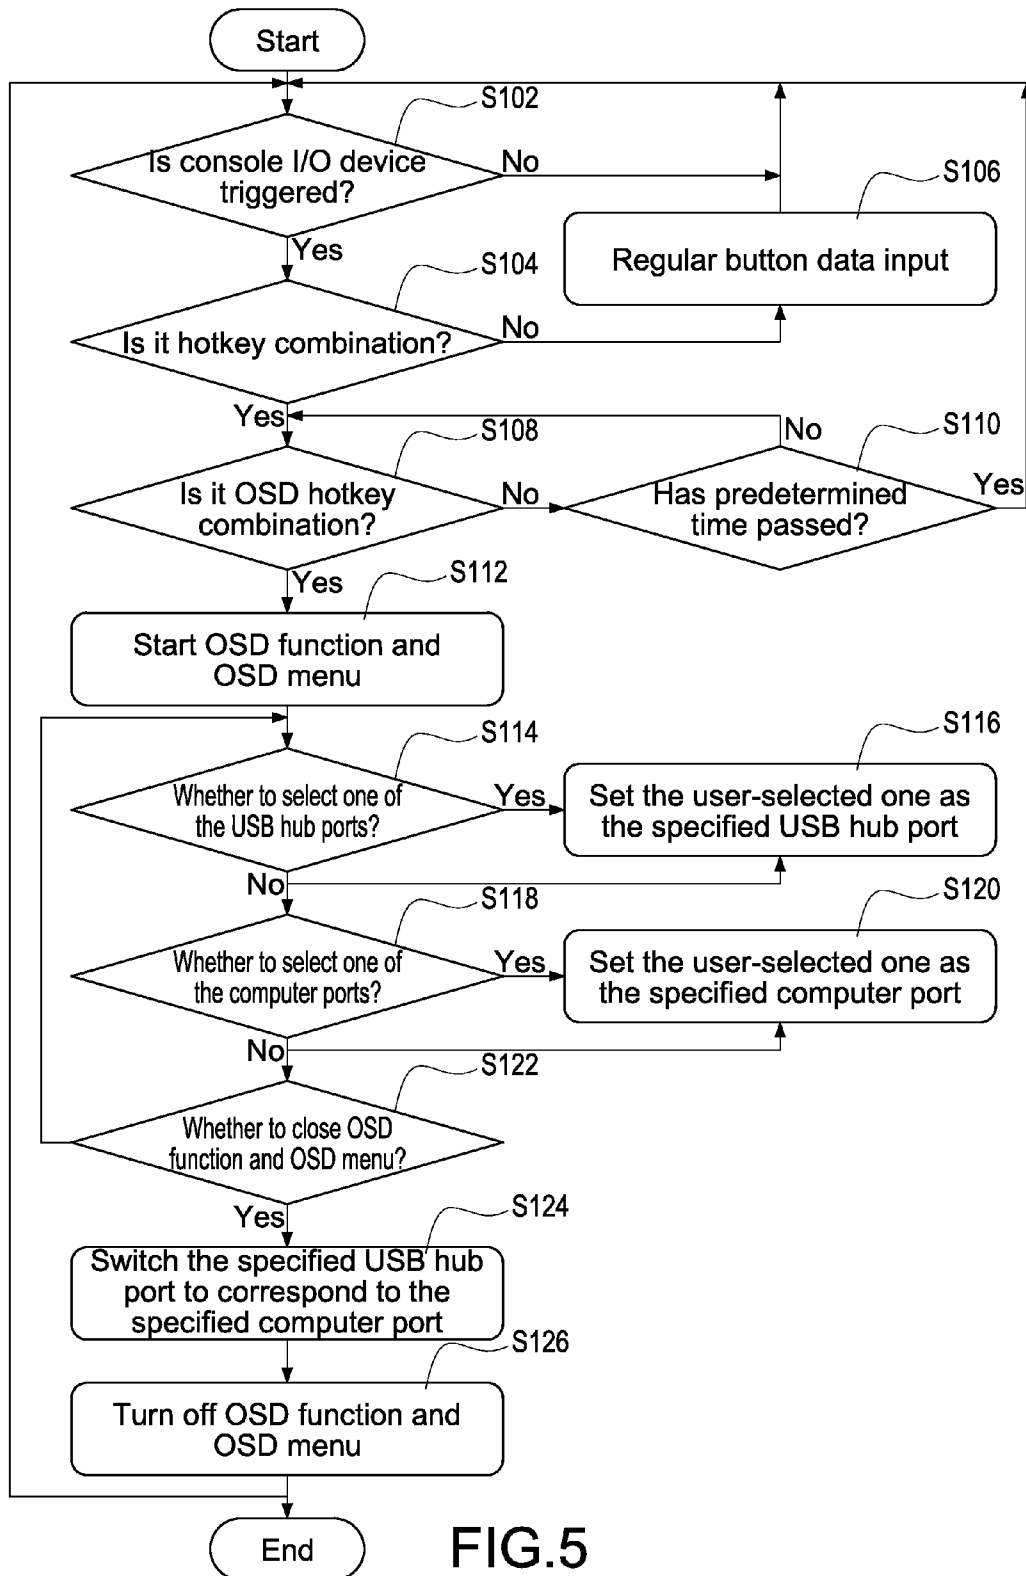 Start
S102
Is console I/O device
triggered?
No
Yes
S106
Regular button data input
S104
Is it hotkey combination?
No
Yes
S108
Is it OSD hotkey
combination?
No
Yes
S110
Has predetermined
time passed?
No
Yes
S112
Start OSD function and
OSD menu
S114
Whether to select one of
the USB hub ports?
Yes
No
S116
Set the user-selected one as
the specified USB hub port
S118
Whether to select one of
the computer ports?
Yes
No
S120
Set the user-selected one as
the specified computer port
S122
Whether to close OSD
function and OSD menu?
Yes
S124
Switch the specified USB hub
port to correspond to the
specified computer port
S126
Turn off OSD function and
OSD menu
End
FIG.5